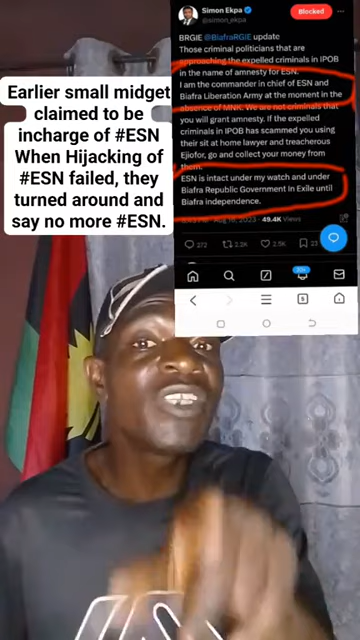 Simon Ekpa
@simon_ekpa
Blocked
BRGIE @BiafraRGIE update
Those criminal politicians that are
approaching the expelled criminals in IPOB
in the name of amnesty for ESN.
I am the commander in chief of ESN and
Biafra Liberation Army at the moment in the
absence of MNK. We are not criminals that
you will grant amnesty. If the expelled
criminals in IPOB has scammed you using
their sit at home lawyer and treacherous
Ejiofor, go and collect your money from
them.
ESN is intact under my watch and under
Biafra Republic Government In Exile until
Biafra independence.
2023 · 49.4K Views
272
2.2K
2.5K
23
Earlier small midget
claimed to be
incharge of #ESN
When Hijacking of
#ESN failed, they
turned around and
say no more #ESN.